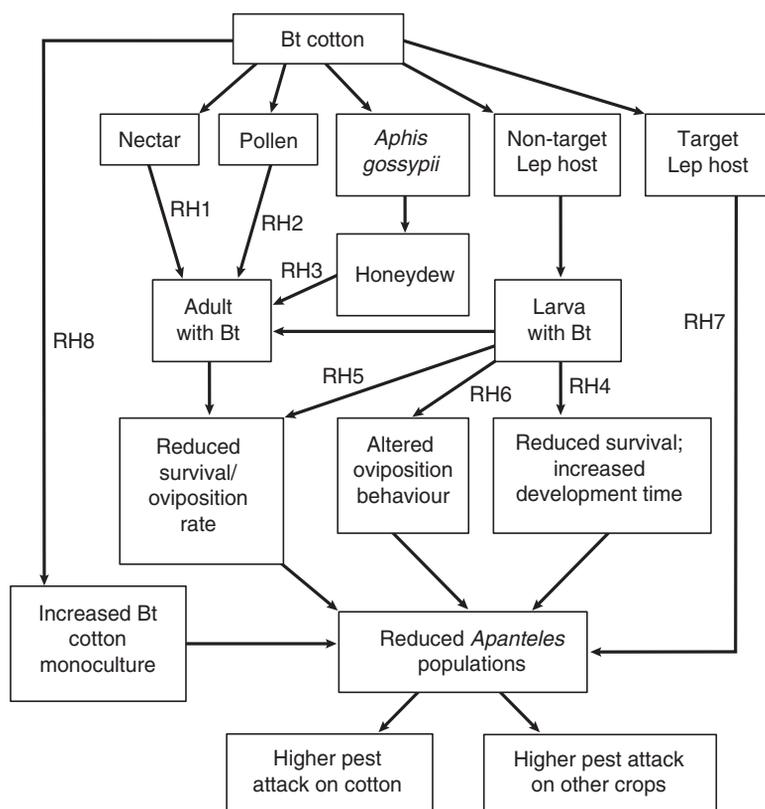 Bt cotton
Nectar
Pollen
Aphis
gossypii
Non-target
Lep host
Target
Lep host
RH1
RH2
RH3
Honeydew
Adult
with Bt
Larva
with Bt
RH7
RH8
RH5
RH6
RH4
Reduced
survival/
oviposition
rate
Altered
oviposition
behaviour
Reduced survival;
increased
development time
Increased Bt
cotton
monoculture
Reduced Apanteles
populations
Higher pest
attack on cotton
Higher pest attack
on other crops